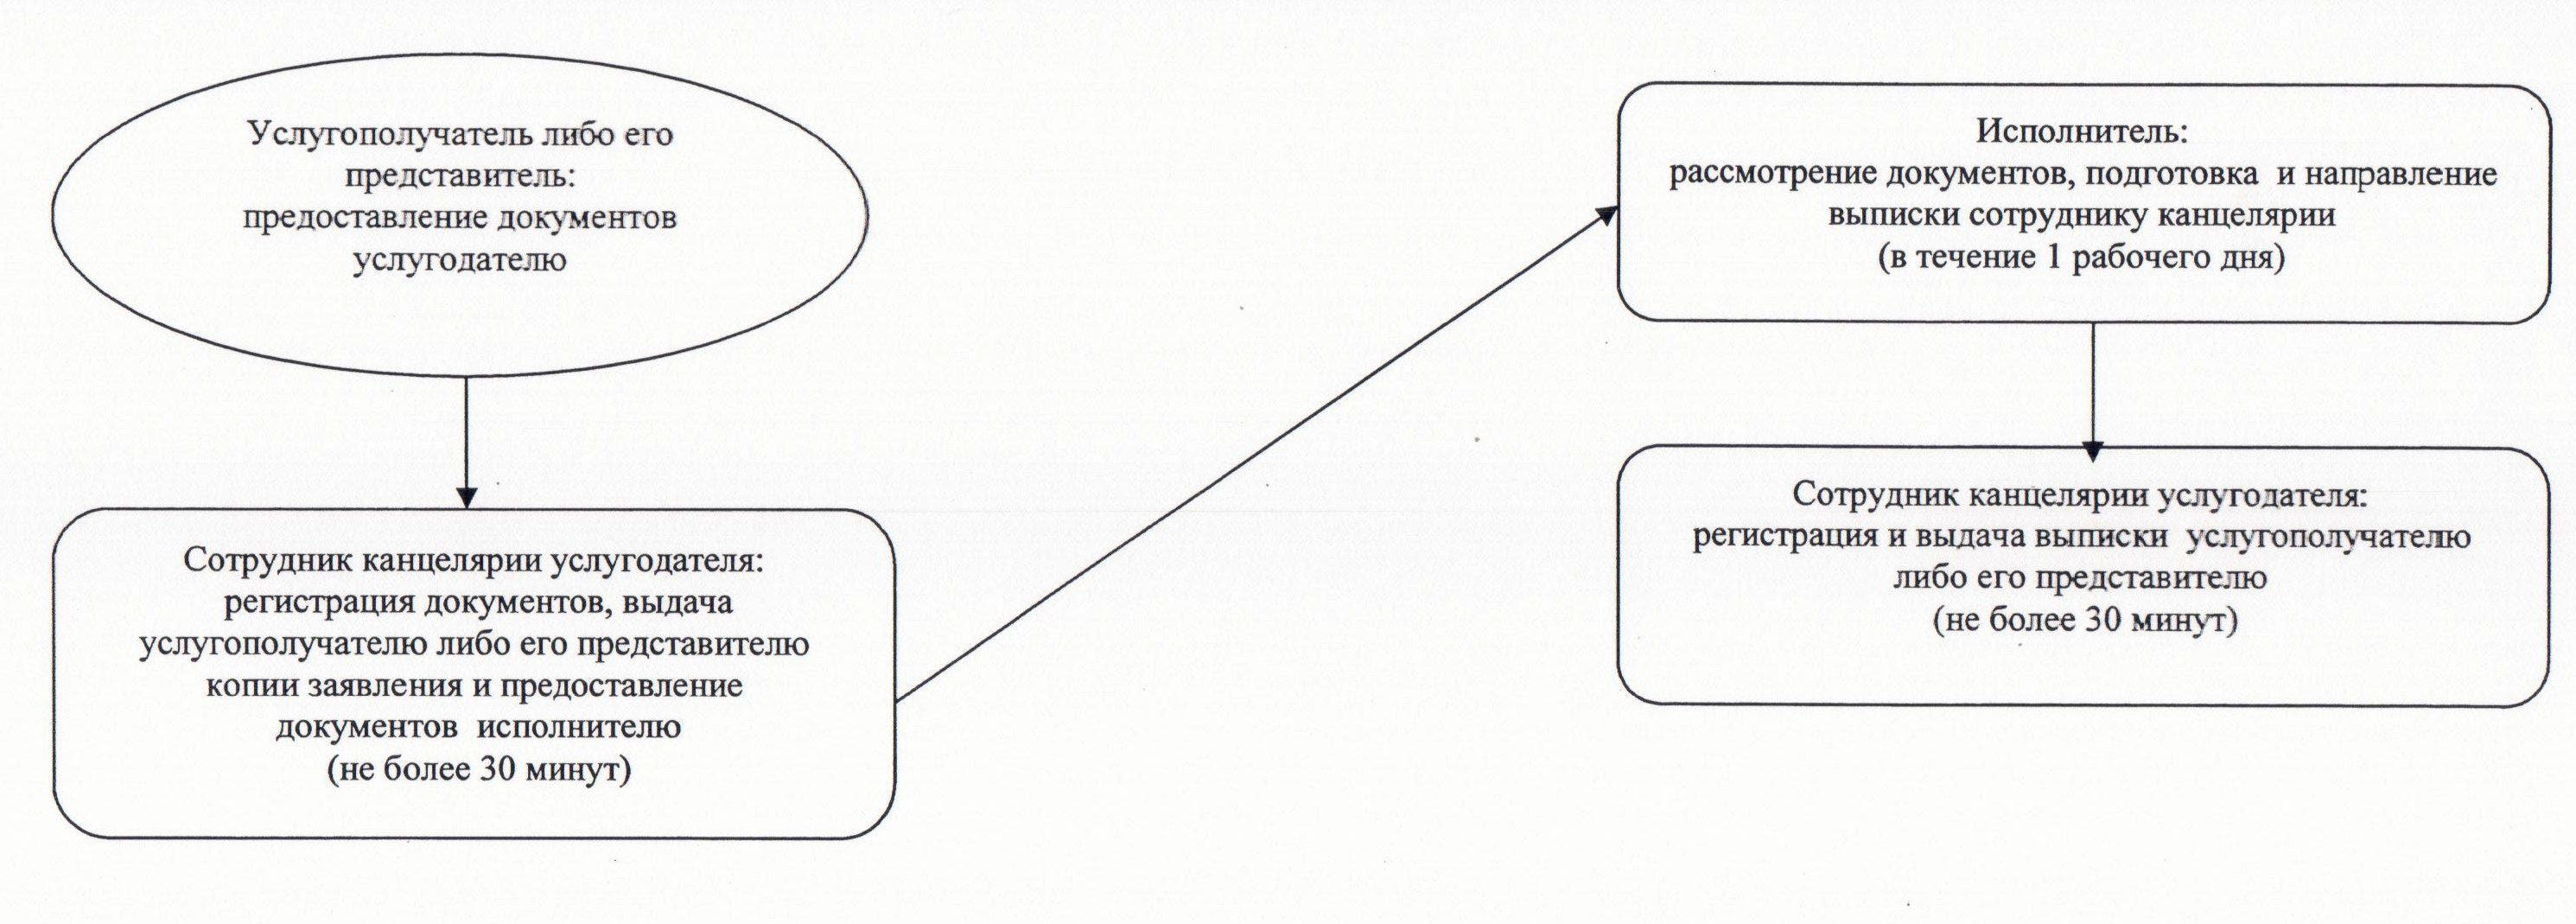 Услугополучатель либо его
представитель:
предоставление документов
услугодателю
Сотрудник канцелярии услугодателя:
регистрация документов, выдача
услугополучателю либо его представителю
копии заявления и предоставление
документов исполнителю
(не более 30 минут)
Исполнитель:
рассмотрение документов, подготовка и направление
выписки сотруднику канцелярии
(в течение 1 рабочего дня)
Сотрудник канцелярии услугодателя:
регистрация и выдача выписки услугополучателю
либо его представителю
(не более 30 минут)